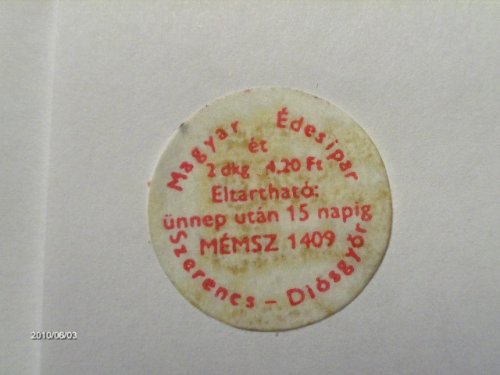 Magyar Édesipar
ét
2 dkg 4,20 Ft
Eltartható:
ünnep után 15 napig
MÉMSZ 1409
Szerencs - Diósgyőr
2010/06/03